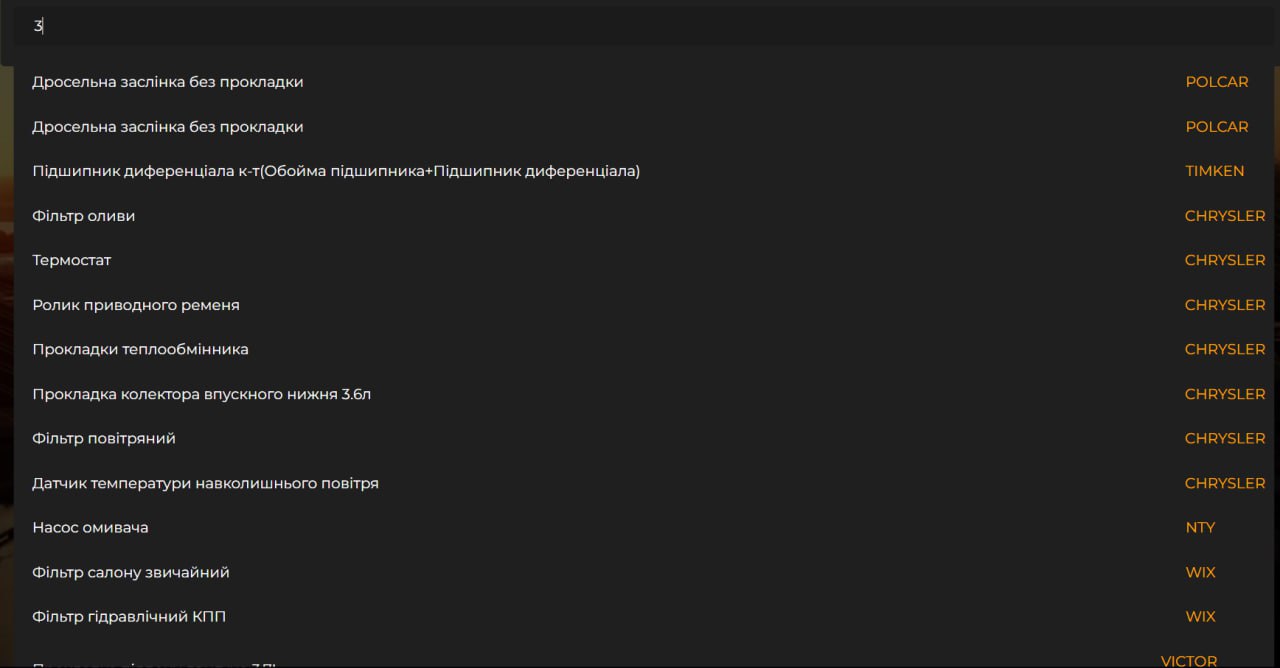 3
Дросельна заслінка без прокладки POLCAR
Дросельна заслінка без прокладки POLCAR
Підшипник диференціала к-т(Обойма підшипника+Підшипник диференціала) TIMKEN
Фільтр оливи CHRYSLER
Термостат CHRYSLER
Ролик приводного ременя CHRYSLER
Прокладки теплообмінника CHRYSLER
Прокладка колектора впускного нижня 3.6л CHRYSLER
Фільтр повітряний CHRYSLER
Датчик температури навколишнього повітря CHRYSLER
Насос омивача NTY
Фільтр салону звичайний WIX
Фільтр гідравлічний КПП WIX
VICTOR